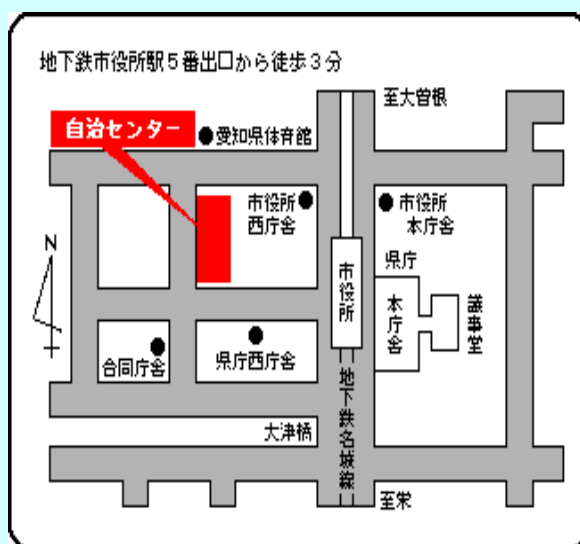 地下鉄市役所駅５番出口から徒歩３分
至大曽根
自治センター
愛知県体育館
市役所
西庁舎
市役所
本庁舎
N
県庁
市役所
本庁舎
議事堂
合同庁舎
県庁西庁舎
地下鉄名城線
大津橋
至栄